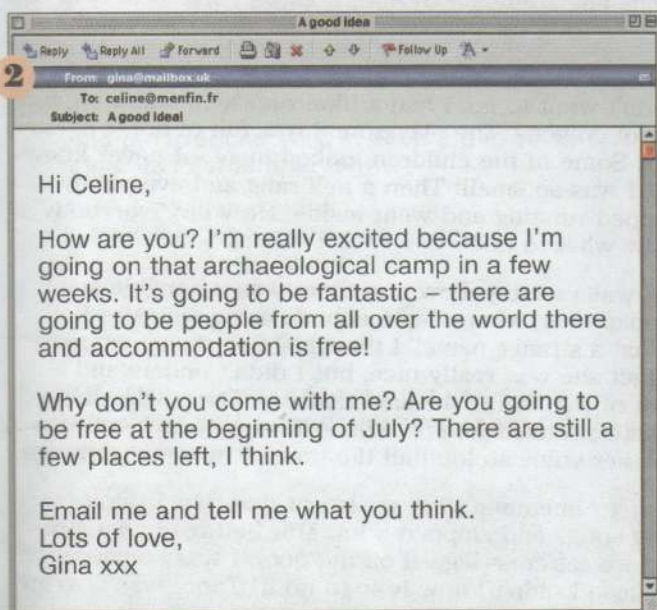 A good idea
Reply Reply All Forward Follow Up
2
From: gina@mailbox.uk
To: celine@menfin.fr
Subject: A good idea!
Hi Celine,
How are you? I'm really excited because I'm
going on that archaeological camp in a few
weeks. It's going to be fantastic – there are
going to be people from all over the world there
and accommodation is free!
Why don't you come with me? Are you going to
be free at the beginning of July? There are still a
few places left, I think.
Email me and tell me what you think.
Lots of love,
Gina xxx